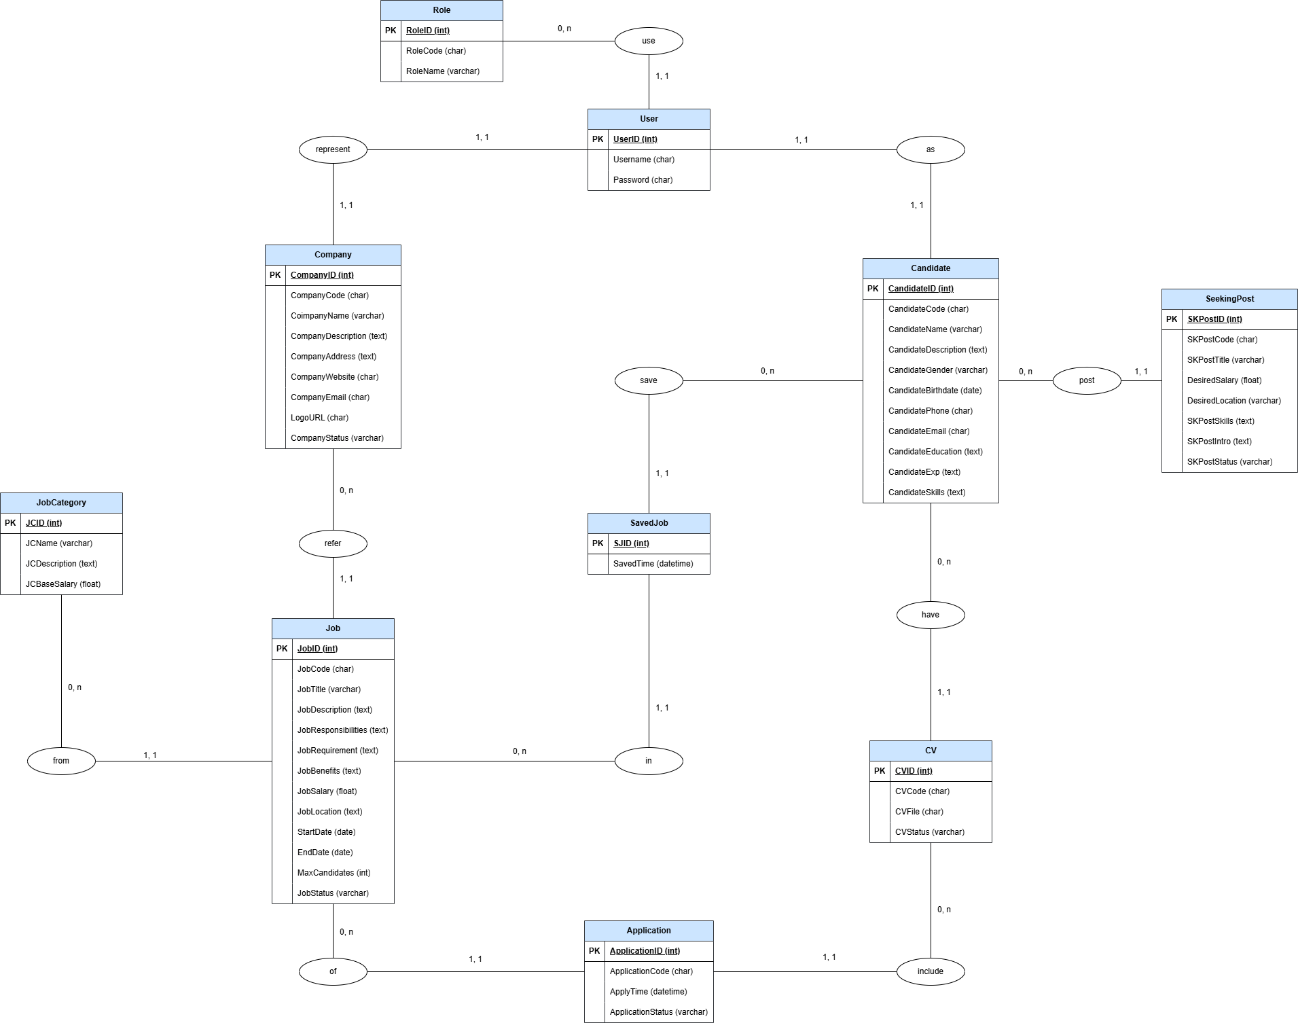 Role
PK RoleID (int)
RoleCode (char)
RoleName (varchar)
0, n
use
1, 1
User
PK UserID (int)
Username (char)
Password (char)
1, 1
represent
1, 1
1, 1
as
1, 1
Company
PK CompanyID (int)
CompanyCode (char)
CoimpanyName (varchar)
CompanyDescription (text)
CompanyAddress (text)
CompanyWebsite (char)
CompanyEmail (char)
LogoURL (char)
CompanyStatus (varchar)
Candidate
PK CandidateID (int)
CandidateCode (char)
CandidateName (varchar)
CandidateDescription (text)
CandidateGender (varchar)
CandidateBirthdate (date)
CandidatePhone (char)
CandidateEmail (char)
CandidateEducation (text)
CandidateExp (text)
CandidateSkills (text)
SeekingPost
PK SKPostID (int)
SKPostCode (char)
SKPostTitle (varchar)
DesiredSalary (float)
DesiredLocation (varchar)
SKPostSkills (text)
SKPostIntro (text)
SKPostStatus (varchar)
save
0, n
0, n
post
1, 1
1, 1
0, n
refer
1, 1
JobCategory
PK JCID (int)
JCName (varchar)
JCDescription (text)
JCBaseSalary (float)
SavedJob
PK SJID (int)
SavedTime (datetime)
0, n
have
1, 1
Job
PK JobID (int)
JobCode (char)
JobTitle (varchar)
JobDescription (text)
JobResponsibilities (text)
JobRequirement (text)
JobBenefits (text)
JobSalary (float)
JobLocation (text)
StartDate (date)
EndDate (date)
MaxCandidates (int)
JobStatus (varchar)
0, n
from
1, 1
0, n
1, 1
in
CV
PK CVID (int)
CVCode (char)
CVFile (char)
CVStatus (varchar)
0, n
of
1, 1
Application
PK ApplicationID (int)
ApplicationCode (char)
ApplyTime (datetime)
ApplicationStatus (varchar)
1, 1
include
0, n